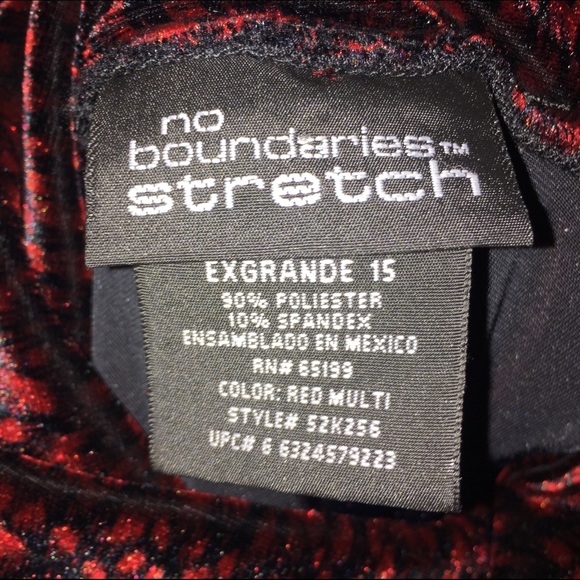 no
boundaries™
stretch
EXGRANDE 15
90% POLIESTER
10% SPANDEX
ENSAMBLADO EN MEXICO
RN# 65199
COLOR: RED MULTI
STYLE# 52K256
UPC# 6 6324579223